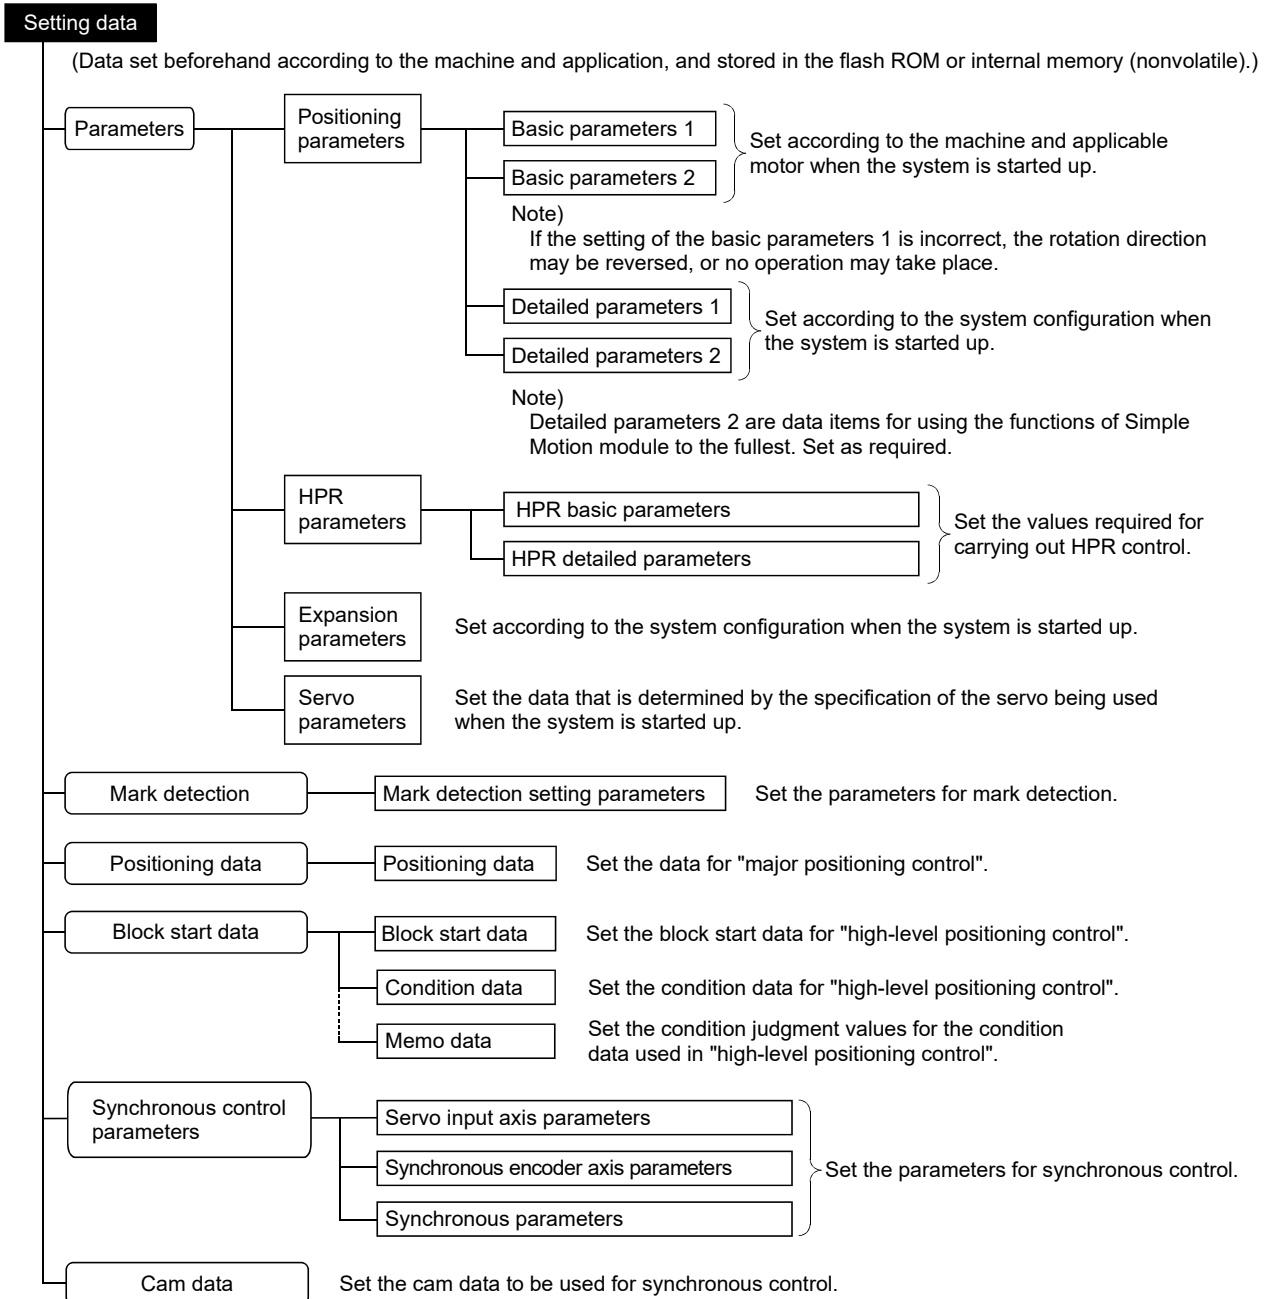 Setting data
(Data set beforehand according to the machine and application, and stored in the flash ROM or internal memory (nonvolatile).)
Parameters
Positioning
parameters
Basic parameters 1
Basic parameters 2
Set according to the machine and applicable
motor when the system is started up.
Note)
If the setting of the basic parameters 1 is incorrect, the rotation direction
may be reversed, or no operation may take place.
Detailed parameters 1
Detailed parameters 2
Set according to the system configuration when
the system is started up.
Note)
Detailed parameters 2 are data items for using the functions of Simple
Motion module to the fullest. Set as required.
HPR
parameters
HPR basic parameters
HPR detailed parameters
Set the values required for
carrying out HPR control.
Expansion
parameters
Set according to the system configuration when the system is started up.
Servo
parameters
Set the data that is determined by the specification of the servo being used
when the system is started up.
Mark detection
Mark detection setting parameters
Set the parameters for mark detection.
Positioning data
Positioning data
Set the data for "major positioning control".
Block start data
Block start data
Set the block start data for "high-level positioning control".
Condition data
Set the condition data for "high-level positioning control".
Memo data
Set the condition judgment values for the condition
data used in "high-level positioning control".
Synchronous control
parameters
Servo input axis parameters
Synchronous encoder axis parameters
Synchronous parameters
Set the parameters for synchronous control.
Cam data
Set the cam data to be used for synchronous control.